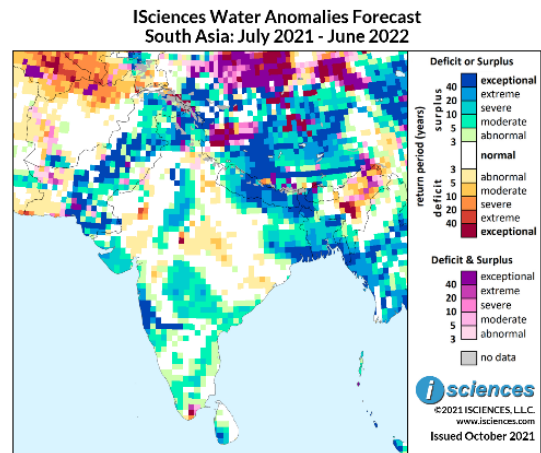 ISciences Water Anomalies Forecast
South Asia: July 2021 - June 2022
Deficit or Surplus
return period (years)
surplus
deficit
40
20
10
5
3
3
5
10
20
40
exceptional
extreme
severe
moderate
abnormal
normal
abnormal
moderate
severe
extreme
exceptional
Deficit & Surplus
40
20
10
5
3
exceptional
extreme
severe
moderate
abnormal
no data
i sciences
©2021 ISCIENCES, L.L.C.
www.isciences.com
Issued October 2021